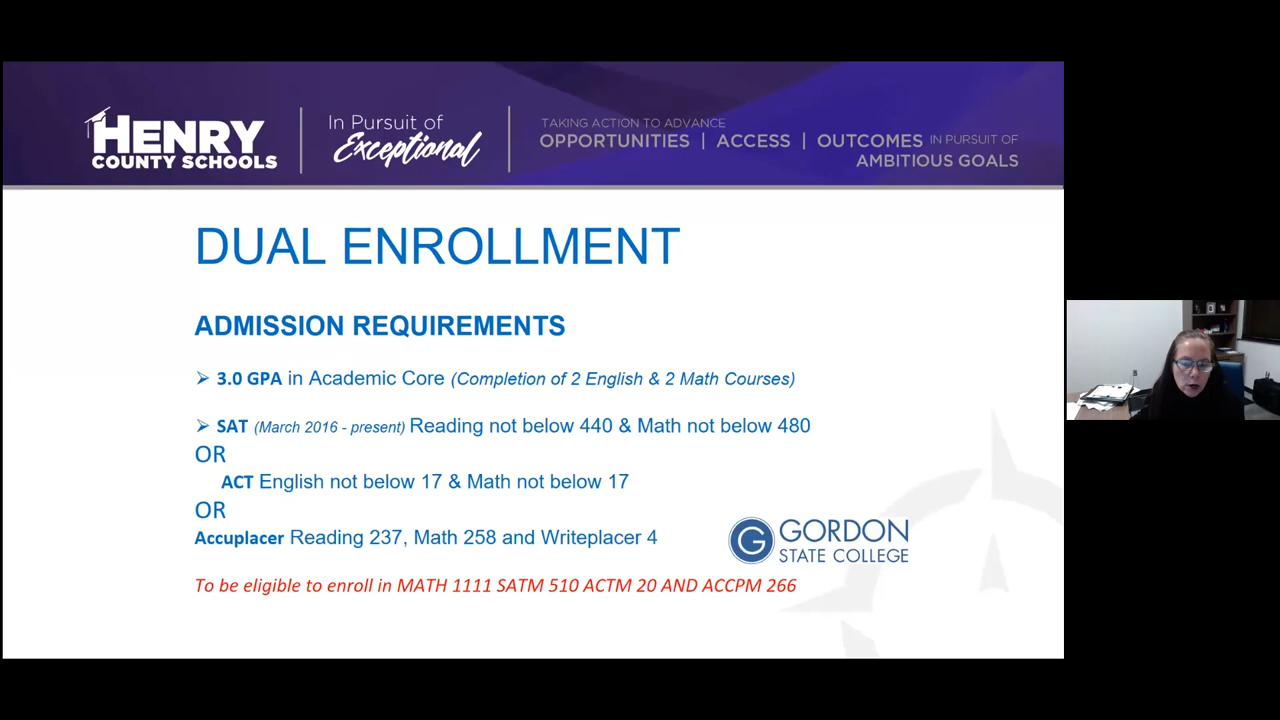 HENRY
COUNTY SCHOOLS
In Pursuit of
Exceptional
TAKING ACTION TO ADVANCE
OPPORTUNITIES | ACCESS | OUTCOMES IN PURSUIT OF
AMBITIOUS GOALS
DUAL ENROLLMENT
ADMISSION REQUIREMENTS
➢ 3.0 GPA in Academic Core (Completion of 2 English & 2 Math Courses)
➢ SAT (March 2016 - present) Reading not below 440 & Math not below 480
OR
ACT English not below 17 & Math not below 17
OR
Accuplacer Reading 237, Math 258 and Writeplacer 4
G GORDON
STATE COLLEGE
To be eligible to enroll in MATH 1111 SATM 510 ACTM 20 AND ACCPM 266